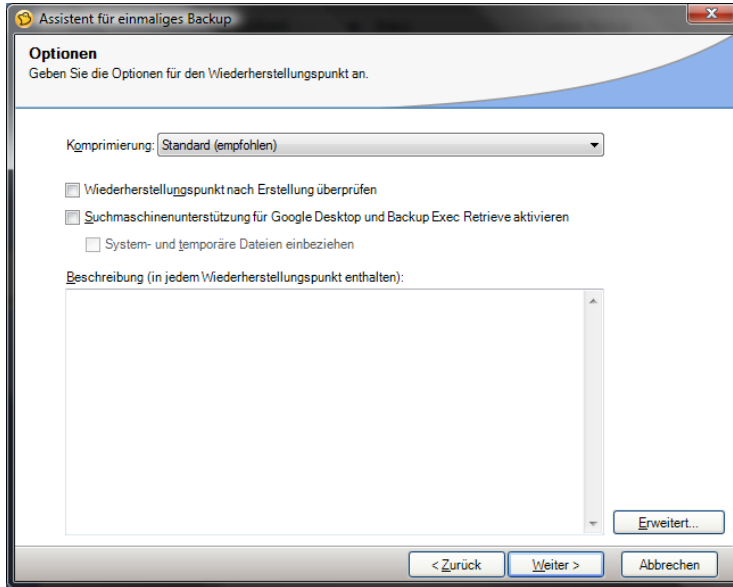 Assistent für einmaliges Backup
Optionen
Geben Sie die Optionen für den Wiederherstellungspunkt an.
Komprimierung: Standard (empfohlen)
Wiederherstellungspunkt nach Erstellung überprüfen
Suchmaschinenunterstützung für Google Desktop und Backup Exec Retrieve aktivieren
System- und temporäre Dateien einbeziehen
Beschreibung (in jedem Wiederherstellungspunkt enthalten):
Erweitert...
< Zurück Weiter > Abbrechen